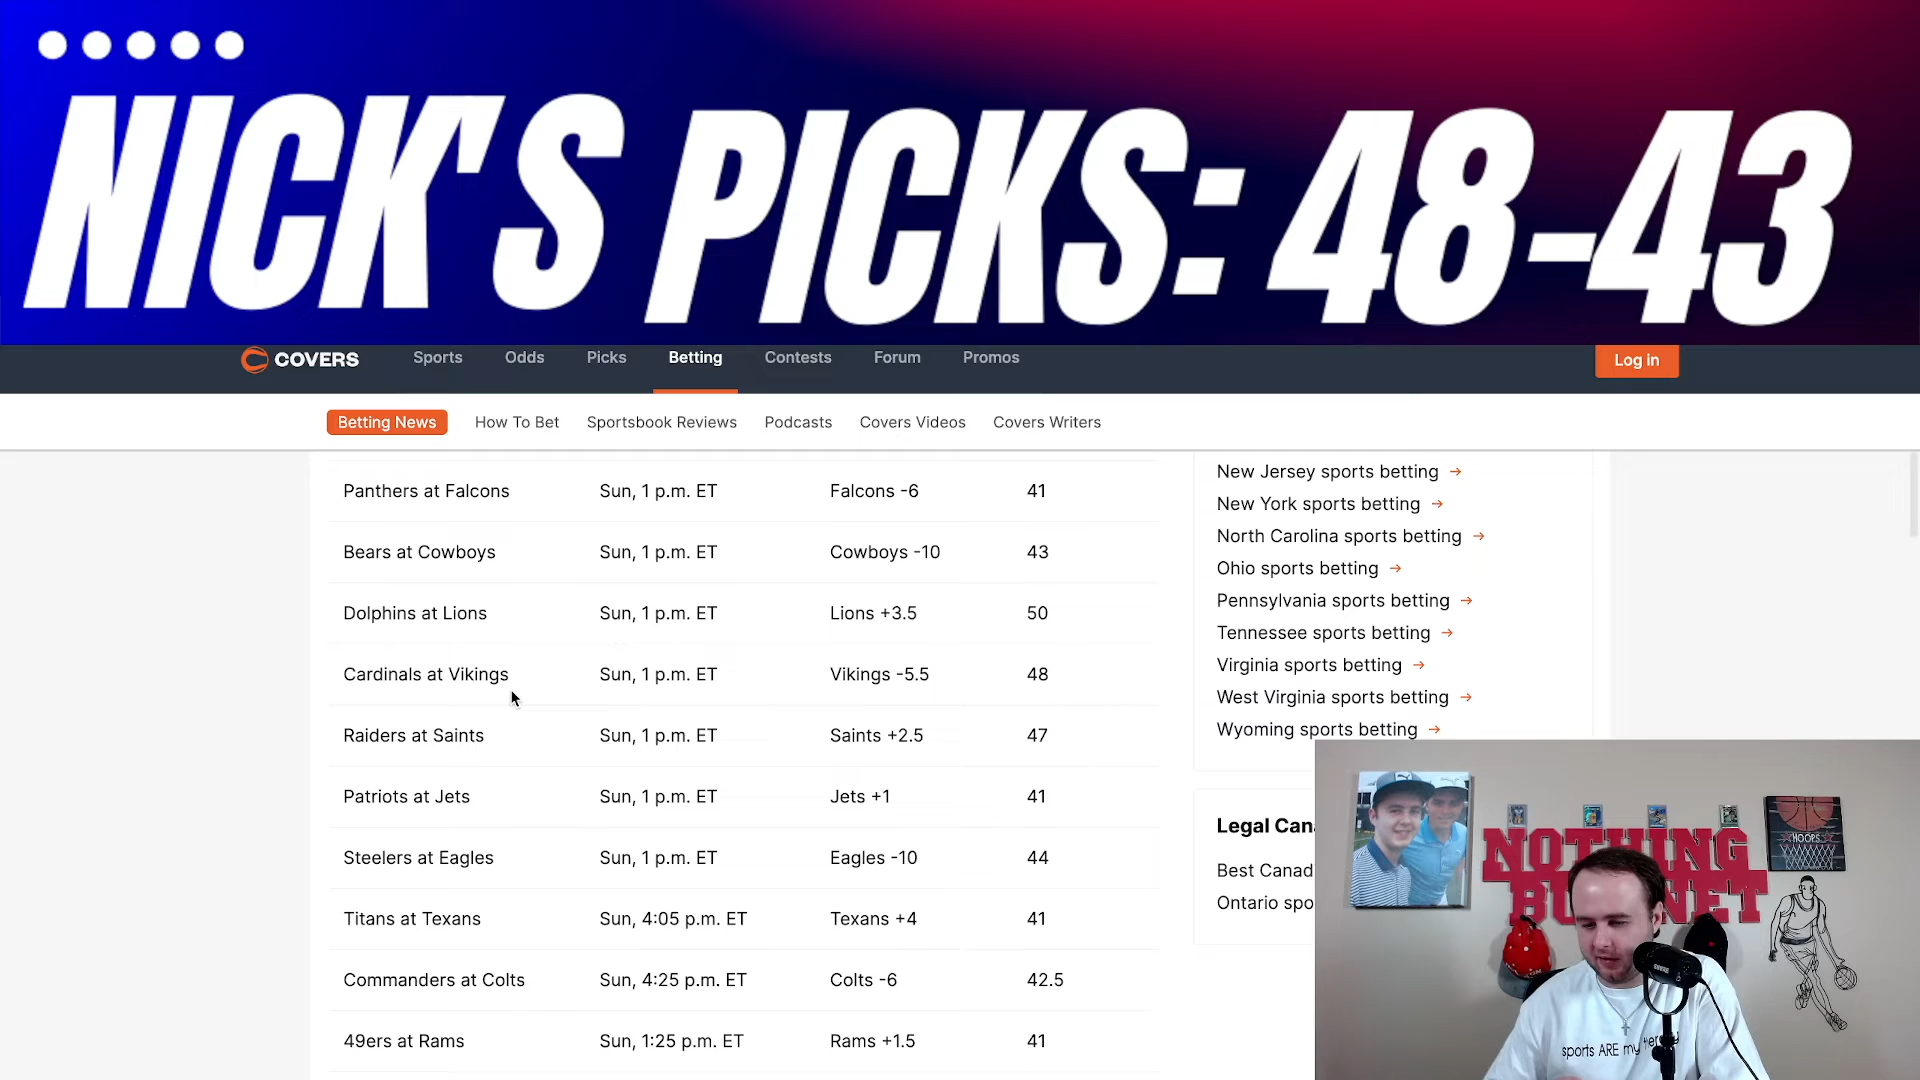 NICK'S PICKS: 48-43
COVERS Sports Odds Picks Betting Contests Forum Promos Log in
Betting News How To Bet Sportsbook Reviews Podcasts Covers Videos Covers Writers
Panthers at Falcons Sun, 1 p.m. ET Falcons -6 41
Bears at Cowboys Sun, 1 p.m. ET Cowboys -10 43
Dolphins at Lions Sun, 1 p.m. ET Lions +3.5 50
Cardinals at Vikings Sun, 1 p.m. ET Vikings -5.5 48
Raiders at Saints Sun, 1 p.m. ET Saints +2.5 47
Patriots at Jets Sun, 1 p.m. ET Jets +1 41
Steelers at Eagles Sun, 1 p.m. ET Eagles -10 44
Titans at Texans Sun, 4:05 p.m. ET Texans +4 41
Commanders at Colts Sun, 4:25 p.m. ET Colts -6 42.5
49ers at Rams Sun, 1:25 p.m. ET Rams +1.5 41
New Jersey sports betting →
New York sports betting →
North Carolina sports betting →
Ohio sports betting →
Pennsylvania sports betting →
Tennessee sports betting →
Virginia sports betting →
West Virginia sports betting →
Wyoming sports betting →
Legal Can
Best Canad
Ontario spo
NOTHING
BU NET
HOOPS
SHURE
sports ARE my